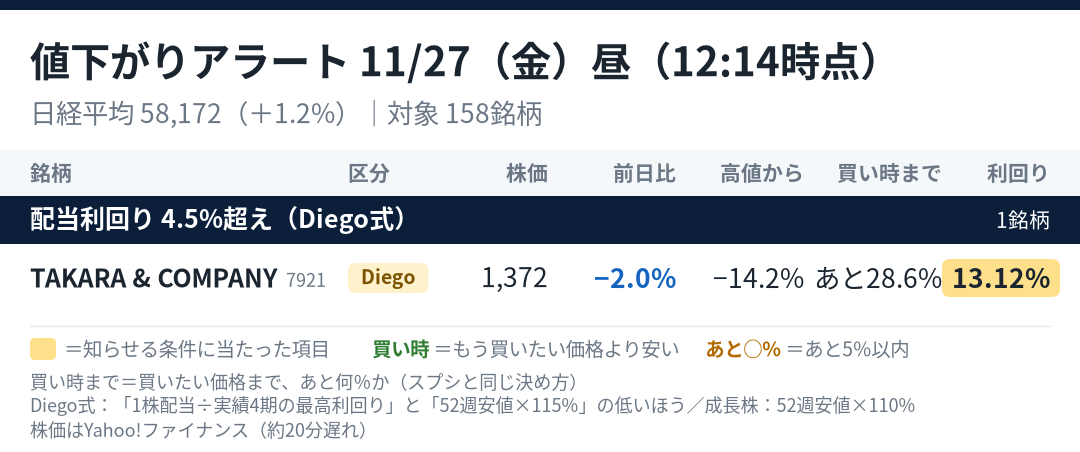 値下がりアラート 11/27（金）昼（12:14時点）
日経平均 58,172（＋1.2%）｜対象 158銘柄
銘柄 区分 株価 前日比 高値から 買い時まで 利回り
配当利回り 4.5%超え（Diego式） 1銘柄
TAKARA & COMPANY 7921 Diego 1,372 −2.0% −14.2% あと28.6% 13.12%
＝知らせる条件に当たった項目 買い時＝もう買いたい価格より安い あと◯%＝あと5%以内
買い時まで＝買いたい価格まで、あと何%か（スプシと同じ決め方）
Diego式：「1株配当÷実績4期の最高利回り」と「52週安値×115%」の低いほう／成長株：52週安値×110%
株価はYahoo!ファイナンス（約20分遅れ）